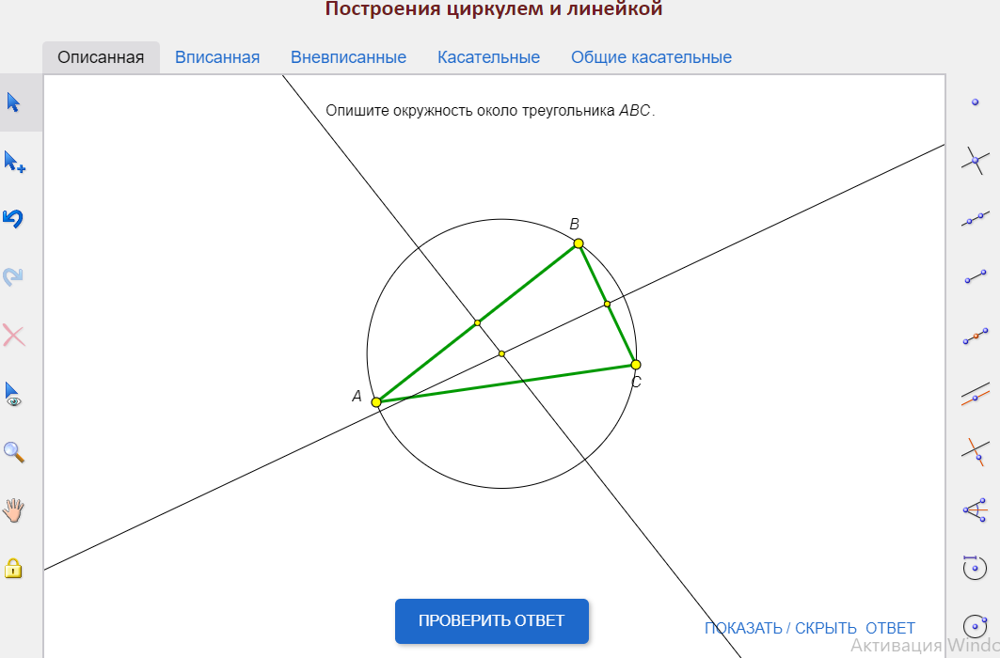 Построения циркулем и линейкой
Описанная Вписанная Вневписанные Касательные Общие касательные
Опишите окружность около треугольника ABC.
B
A
C
ПРОВЕРИТЬ ОТВЕТ
ПОКАЗАТЬ / СКРЫТЬ ОТВЕТ
Активация Windo